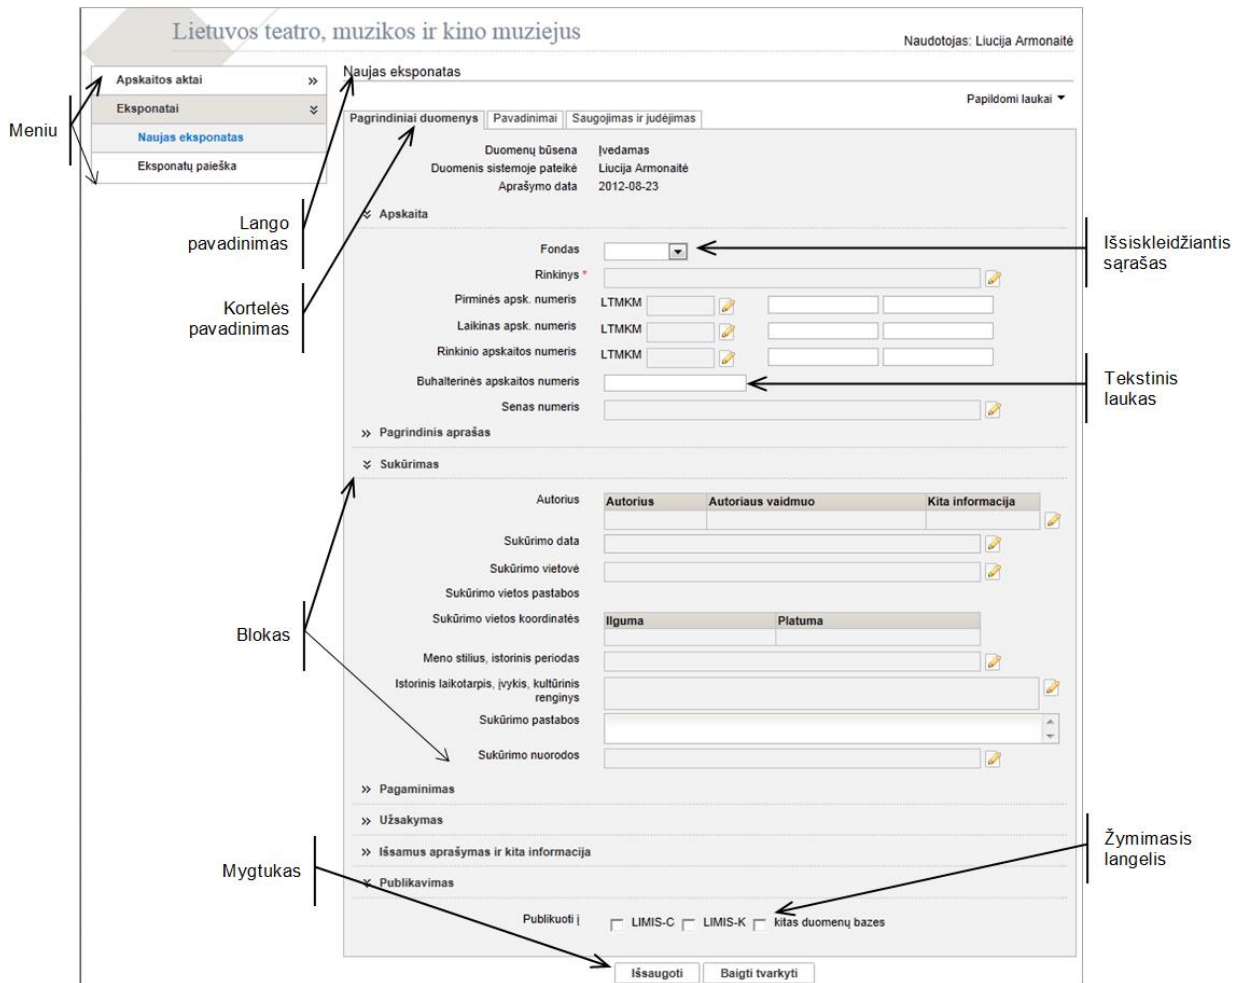 Lietuvos teatro, muzikos ir kino muziejus
Naudotojas: Liucija Armonaitė
Apskaitos aktai
Eksponatai
Naujas eksponatas
Eksponatų paieška
Meniu
Naujas eksponatas
Papildomi laukai
Pagrindiniai duomenys Pavadinimai Saugojimas ir judėjimas
Duomenų būsena Įvedamas
Duomenis sistemoje pateikė Liucija Armonaitė
Aprašymo data 2012-08-23
Lango
pavadinimas
Apskaita
Fondas
Išsiskleidžiantis
sąrašas
Rinkinys *
Kortelės
pavadinimas
Pirminės apsk. numeris LTMKM
Laikinas apsk. numeris LTMKM
Rinkinio apskaitos numeris LTMKM
Buhalterinės apskaitos numeris
Tekstinis
laukas
Senas numeris
Pagrindinis aprašas
Sukūrimas
Autorius Autorius Autoriaus vaidmuo Kita informacija
Sukūrimo data
Sukūrimo vietovė
Sukūrimo vietos pastabos
Sukūrimo vietos koordinatės Ilguma Platuma
Blokas
Meno stilius, istorinis periodas
Istorinis laikotarpis, įvykis, kultūrinis
renginys
Sukūrimo pastabos
Sukūrimo nuorodos
Pagaminimas
Užsakymas
Išsamus aprašymas ir kita informacija
Žymimasis
langelis
Mygtukas
Publikavimas
Publikuoti į LIMIS-C LIMIS-K kitas duomenų bazes
Išsaugoti Baigti tvarkyti